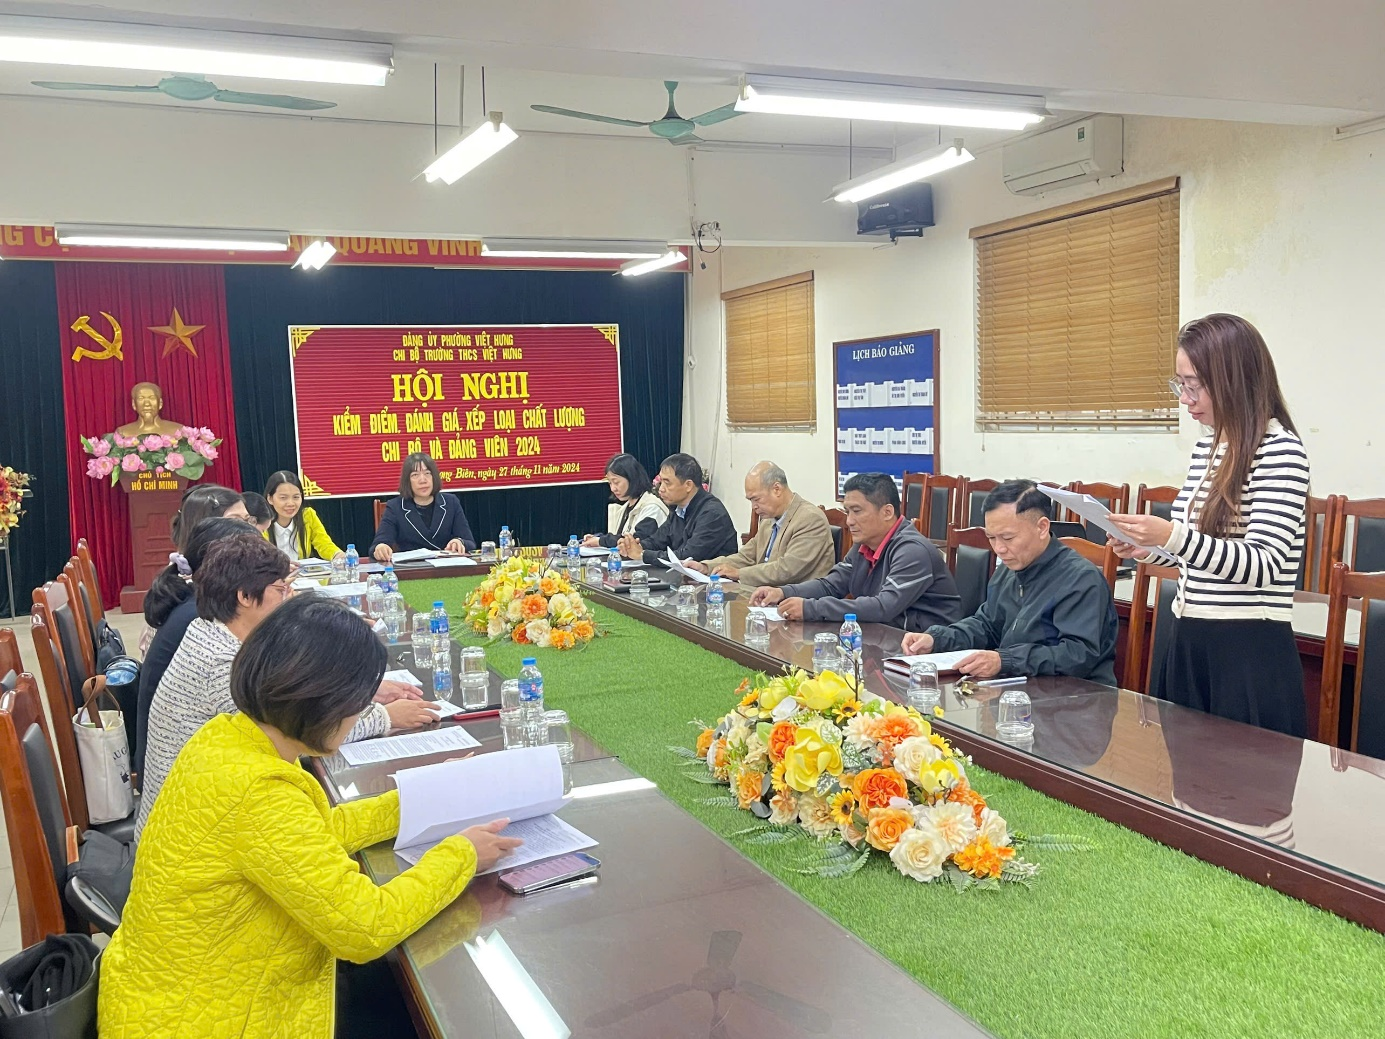 QUANG VINH
ĐẢNG ỦY PHƯỜNG VIỆT HƯNG
CHI BỘ TRƯỜNG THCS VIỆT HƯNG
HỘI NGHỊ
KIỂM ĐIỂM, ĐÁNH GIÁ, XẾP LOẠI CHẤT LƯỢNG
CHI BỘ VÀ ĐẢNG VIÊN 2024
Biên, ngày 27 tháng 11 năm 2024
CHỦ TỊCH
HỒ CHÍ MINH
LỊCH BÁO GIẢNG